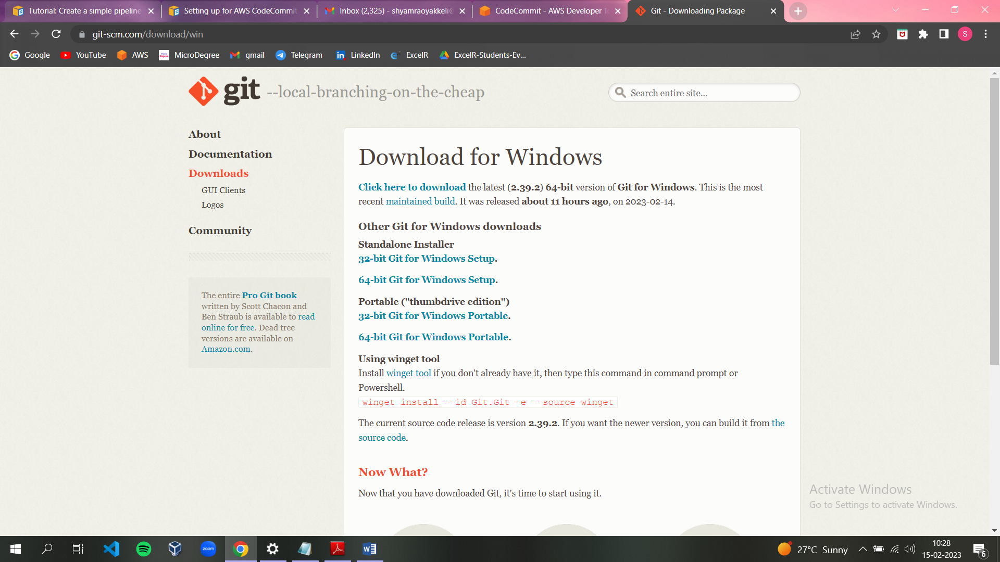 Tutorial: Create a simple pipeline
Setting up for AWS CodeCommit
Inbox (2,325) - shyamraoyakkeli@
CodeCommit - AWS Developer To
Git - Downloading Package
git-scm.com/download/win
S
Google
YouTube
AWS
MicroDegree
gmail
Telegram
LinkedIn
ExcelR
ExcelR-Students-Ev...
git --local-branching-on-the-cheap
Search entire site...
About
Documentation
Downloads
GUI Clients
Logos
Community
The entire Pro Git book
written by Scott Chacon and
Ben Straub is available to read
online for free. Dead tree
versions are available on
Amazon.com.
Download for Windows
Click here to download the latest (2.39.2) 64-bit version of Git for Windows. This is the most
recent maintained build. It was released about 11 hours ago, on 2023-02-14.
Other Git for Windows downloads
Standalone Installer
32-bit Git for Windows Setup.
64-bit Git for Windows Setup.
Portable ("thumbdrive edition")
32-bit Git for Windows Portable.
64-bit Git for Windows Portable.
Using winget tool
Install winget tool if you don't already have it, then type this command in command prompt or
Powershell.
winget install --id Git.Git -e --source winget
The current source code release is version 2.39.2. If you want the newer version, you can build it from the
source code.
Now What?
Now that you have downloaded Git, it's time to start using it.
Activate Windows
Go to Settings to activate Windows.
zoom
27°C Sunny
10:28
15-02-2023
6